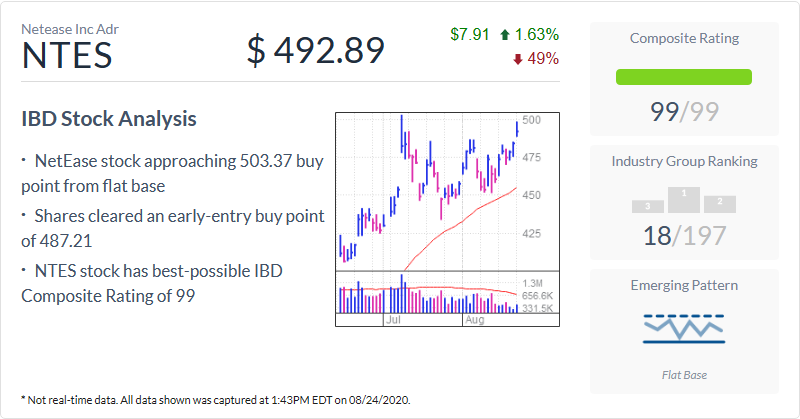 Netease Inc Adr
NTES
$ 492.89
$7.91 1.63%
49%
IBD Stock Analysis
· NetEase stock approaching 503.37 buy
point from flat base
· Shares cleared an early-entry buy point
of 487.21
· NTES stock has best-possible IBD
Composite Rating of 99
500
475
450
425
1.3M
656.6K
331.5K
Jul Aug
Composite Rating
99/99
Industry Group Ranking
3 1 2
18/197
Emerging Pattern
Flat Base
* Not real-time data. All data shown was captured at 1:43PM EDT on 08/24/2020.